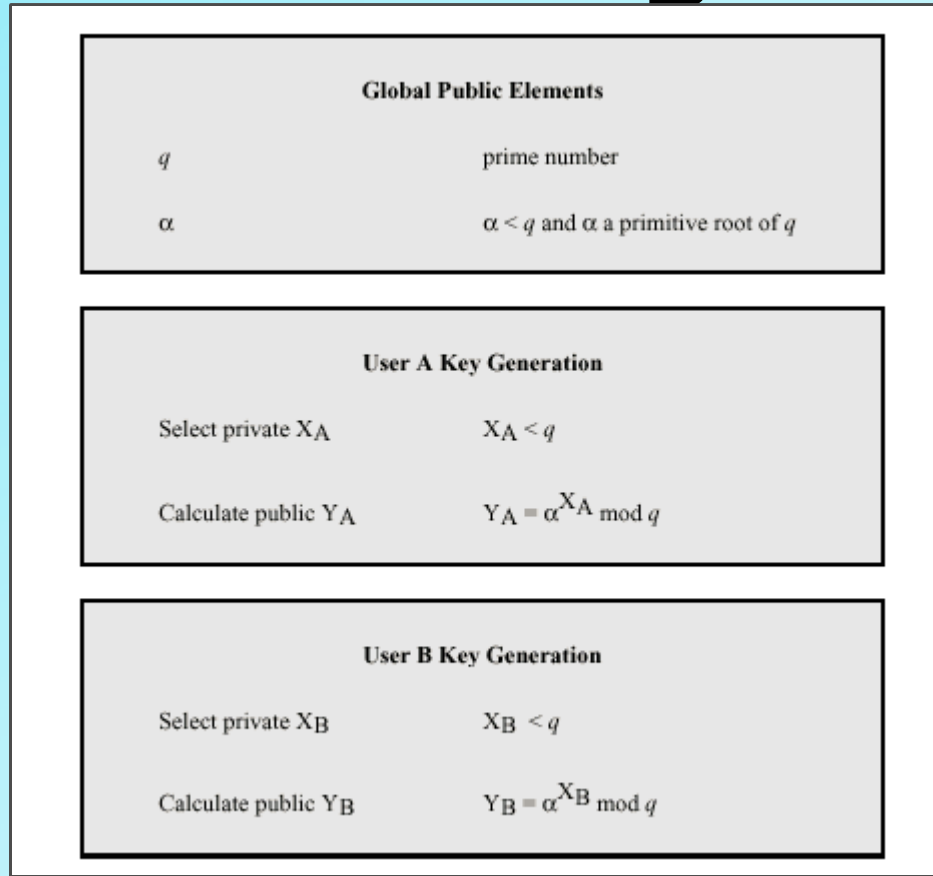 Global Public Elements
q prime number
α α < q and α a primitive root of q
User A Key Generation
Select private XA XA < q
Calculate public YA YA = α^XA mod q
User B Key Generation
Select private XB XB < q
Calculate public YB YB = α^XB mod q